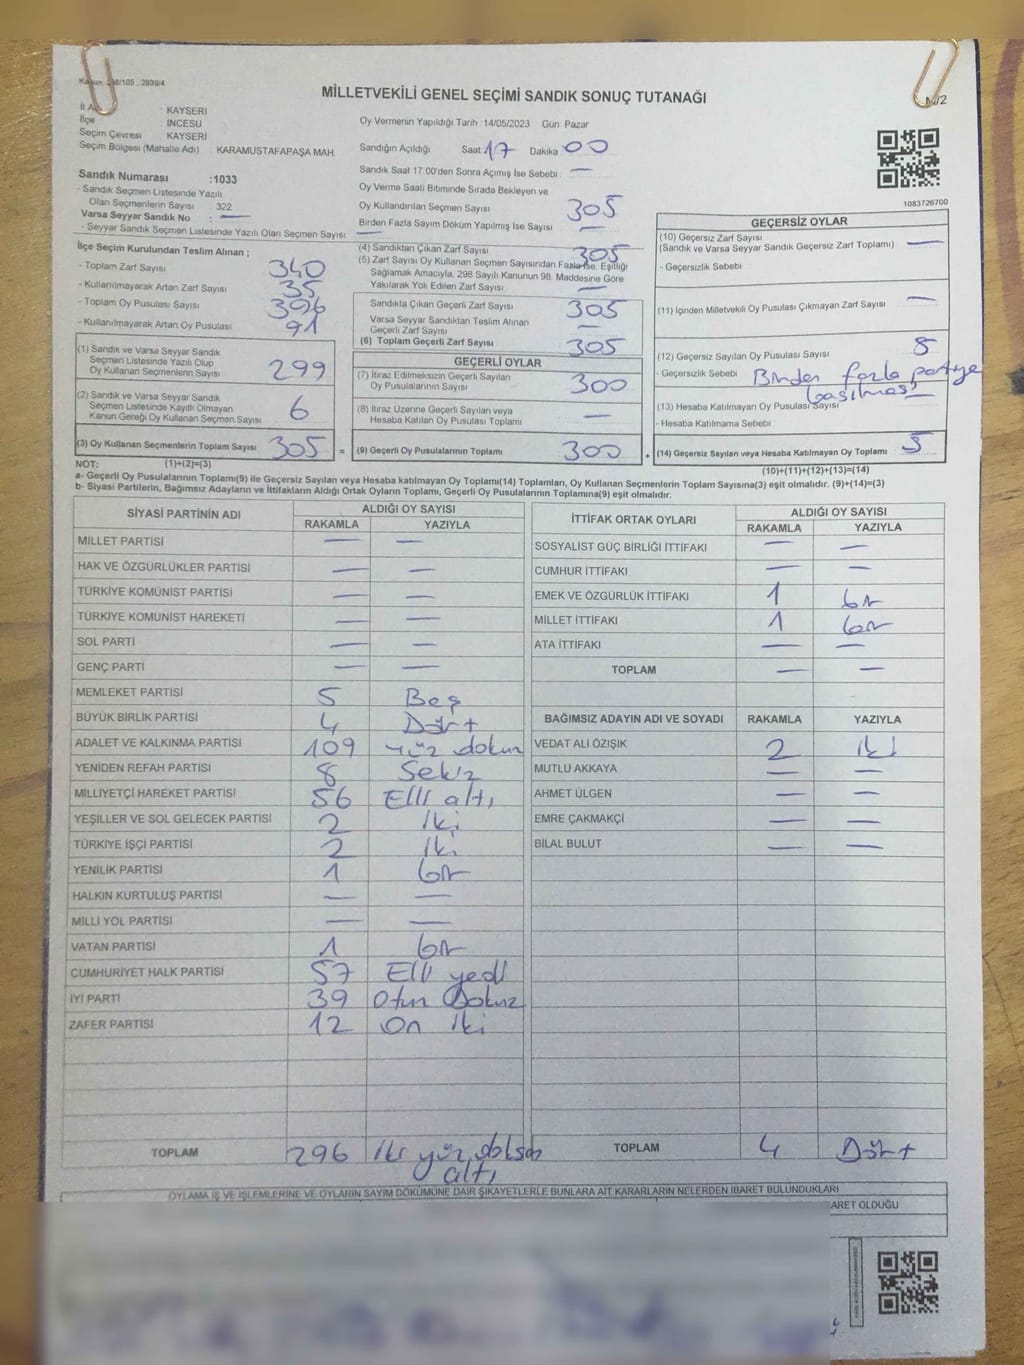 MİLLETVEKİLİ GENEL SEÇİMİ SANDIK SONUÇ TUTANAĞI
İl Adı : KAYSERİ
İlçe İNCESU
Seçim Çevresi KAYSERİ
Seçim Bölgesi (Mahalle Adı) KARAMUSTAFAPAŞA MAH.
Oy Vermenin Yapıldığı Tarih :14/05/2023 Gün: Pazar
Sandığın Açıldığı Saat 17 Dakika 00
Sandık Saat 17:00'den Sonra Açılmış İse Sebebi : —
Oy Verme Saati Bitiminde Sırada Bekleyen ve
Oy Kullandırılan Seçmen Sayısı 305
Birden Fazla Sayım Döküm Yapılmış İse Sayısı —
1083726700
Sandık Numarası :1033
- Sandık Seçmen Listesinde Yazılı
Olan Seçmenlerin Sayısı 322
Varsa Seyyar Sandık No : —
- Seyyar Sandık Seçmen Listesinde Yazılı Olan Seçmen Sayısı —
İlçe Seçim Kurulundan Teslim Alınan ;
- Toplam Zarf Sayısı 340
- Kullanılmayarak Artan Zarf Sayısı 35
- Toplam Oy Pusulası Sayısı 396
- Kullanılmayarak Artan Oy Pusulası 91
(1) Sandık ve Varsa Seyyar Sandık
Seçmen Listesinde Yazılı Olup
Oy Kullanan Seçmenlerin Sayısı 299
(2) Sandık ve Varsa Seyyar Sandık
Seçmen Listesinde Kayıtlı Olmayan
Kanun Gereği Oy Kullanan Seçmen Sayısı 6
(3) Oy Kullanan Seçmenlerin Toplam Sayısı 305 =
(1)+(2)=(3)
(4) Sandıktan Çıkan Zarf Sayısı 305
(5) Zarf Sayısı Oy Kullanan Seçmen Sayısından Fazla İse, Eşitliği
Sağlamak Amacıyla, 298 Sayılı Kanunun 98. Maddesine Göre
Yakılarak Yok Edilen Zarf Sayısı —
Sandıkta Çıkan Geçerli Zarf Sayısı 305
Varsa Seyyar Sandıktan Teslim Alınan
Geçerli Zarf Sayısı —
(6) Toplam Geçerli Zarf Sayısı 305
GEÇERLİ OYLAR
(7) İtiraz Edilmeksizin Geçerli Sayılan
Oy Pusulalarının Sayısı 300
(8) İtiraz Üzerine Geçerli Sayılan veya
Hesaba Katılan Oy Pusulası Toplamı —
(9) Geçerli Oy Pusulalarının Toplamı 300 +
GEÇERSİZ OYLAR
(10) Geçersiz Zarf Sayısı
(Sandık ve Varsa Seyyar Sandık Geçersiz Zarf Toplamı) —
- Geçersizlik Sebebi
(11) İçinden Milletvekili Oy Pusulası Çıkmayan Zarf Sayısı —
(12) Geçersiz Sayılan Oy Pusulası Sayısı 5
- Geçersizlik Sebebi Birden fazla partiye
basılması
(13) Hesaba Katılmayan Oy Pusulası Sayısı —
- Hesaba Katılmama Sebebi
(14) Geçersiz Sayılan veya Hesaba Katılmayan Oy Toplamı 5
(10)+(11)+(12)+(13)=(14)
NOT:
a- Geçerli Oy Pusulalarının Toplamı(9) ile Geçersiz Sayılan veya Hesaba katılmayan Oy Toplamı(14) Toplamları, Oy Kullanan Seçmenlerin Toplam Sayısına(3) eşit olmalıdır. (9)+(14)=(3)
b- Siyasi Partilerin, Bağımsız Adayların ve İttifakların Aldığı Ortak Oyların Toplamı, Geçerli Oy Pusulalarının Toplamına(9) eşit olmalıdır.
SİYASİ PARTİNİN ADI ALDIĞI OY SAYISI
RAKAMLA YAZIYLA
MİLLET PARTİSİ — —
HAK VE ÖZGÜRLÜKLER PARTİSİ — —
TÜRKİYE KOMÜNİST PARTİSİ — —
TÜRKİYE KOMÜNİST HAREKETİ — —
SOL PARTİ — —
GENÇ PARTİ — —
MEMLEKET PARTİSİ 5 Beş
BÜYÜK BİRLİK PARTİSİ 4 Dört
ADALET VE KALKINMA PARTİSİ 109 yüz dokuz
YENİDEN REFAH PARTİSİ 8 Sekiz
MİLLİYETÇİ HAREKET PARTİSİ 56 Elli altı
YEŞİLLER VE SOL GELECEK PARTİSİ 2 iki
TÜRKİYE İŞÇİ PARTİSİ 2 iki
YENİLİK PARTİSİ 1 bir
HALKIN KURTULUŞ PARTİSİ — —
MİLLİ YOL PARTİSİ — —
VATAN PARTİSİ 1 bir
CUMHURİYET HALK PARTİSİ 57 Elli yedi
İYİ PARTİ 39 Otuz Dokuz
ZAFER PARTİSİ 12 On iki
TOPLAM 296 iki yüz doksan
altı
İTTİFAK ORTAK OYLARI ALDIĞI OY SAYISI
RAKAMLA YAZIYLA
SOSYALİST GÜÇ BİRLİĞİ İTTİFAKI — —
CUMHUR İTTİFAKI — —
EMEK VE ÖZGÜRLÜK İTTİFAKI 1 bir
MİLLET İTTİFAKI 1 bir
ATA İTTİFAKI — —
TOPLAM — —
BAĞIMSIZ ADAYIN ADI VE SOYADI RAKAMLA YAZIYLA
VEDAT ALİ ÖZIŞIK 2 iki
MUTLU AKKAYA — —
AHMET ÜLGEN — —
EMRE ÇAKMAKÇİ — —
BİLAL BULUT — —
TOPLAM 4 Dört
OYLAMA İŞ VE İŞLEMLERİNE VE OYLARIN SAYIM DÖKÜMÜNE DAİR ŞİKAYETLERLE BUNLARA AİT KARARLARIN NELERDEN İBARET BULUNDUKLARI
ARET OLDUĞU